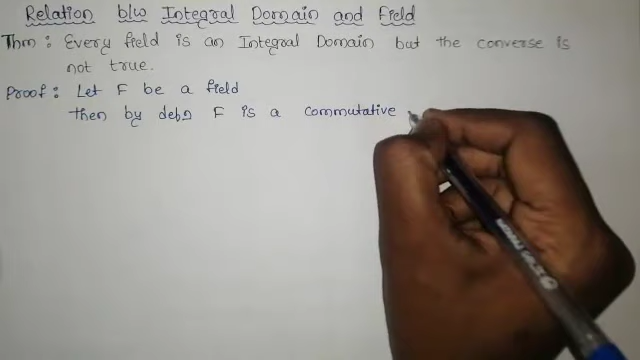 Relation b/w Integral Domain and Field
Thm : Every field is an Integral Domain but the converse is
not true.
Proof : Let F be a field
then by defn F is a commutative